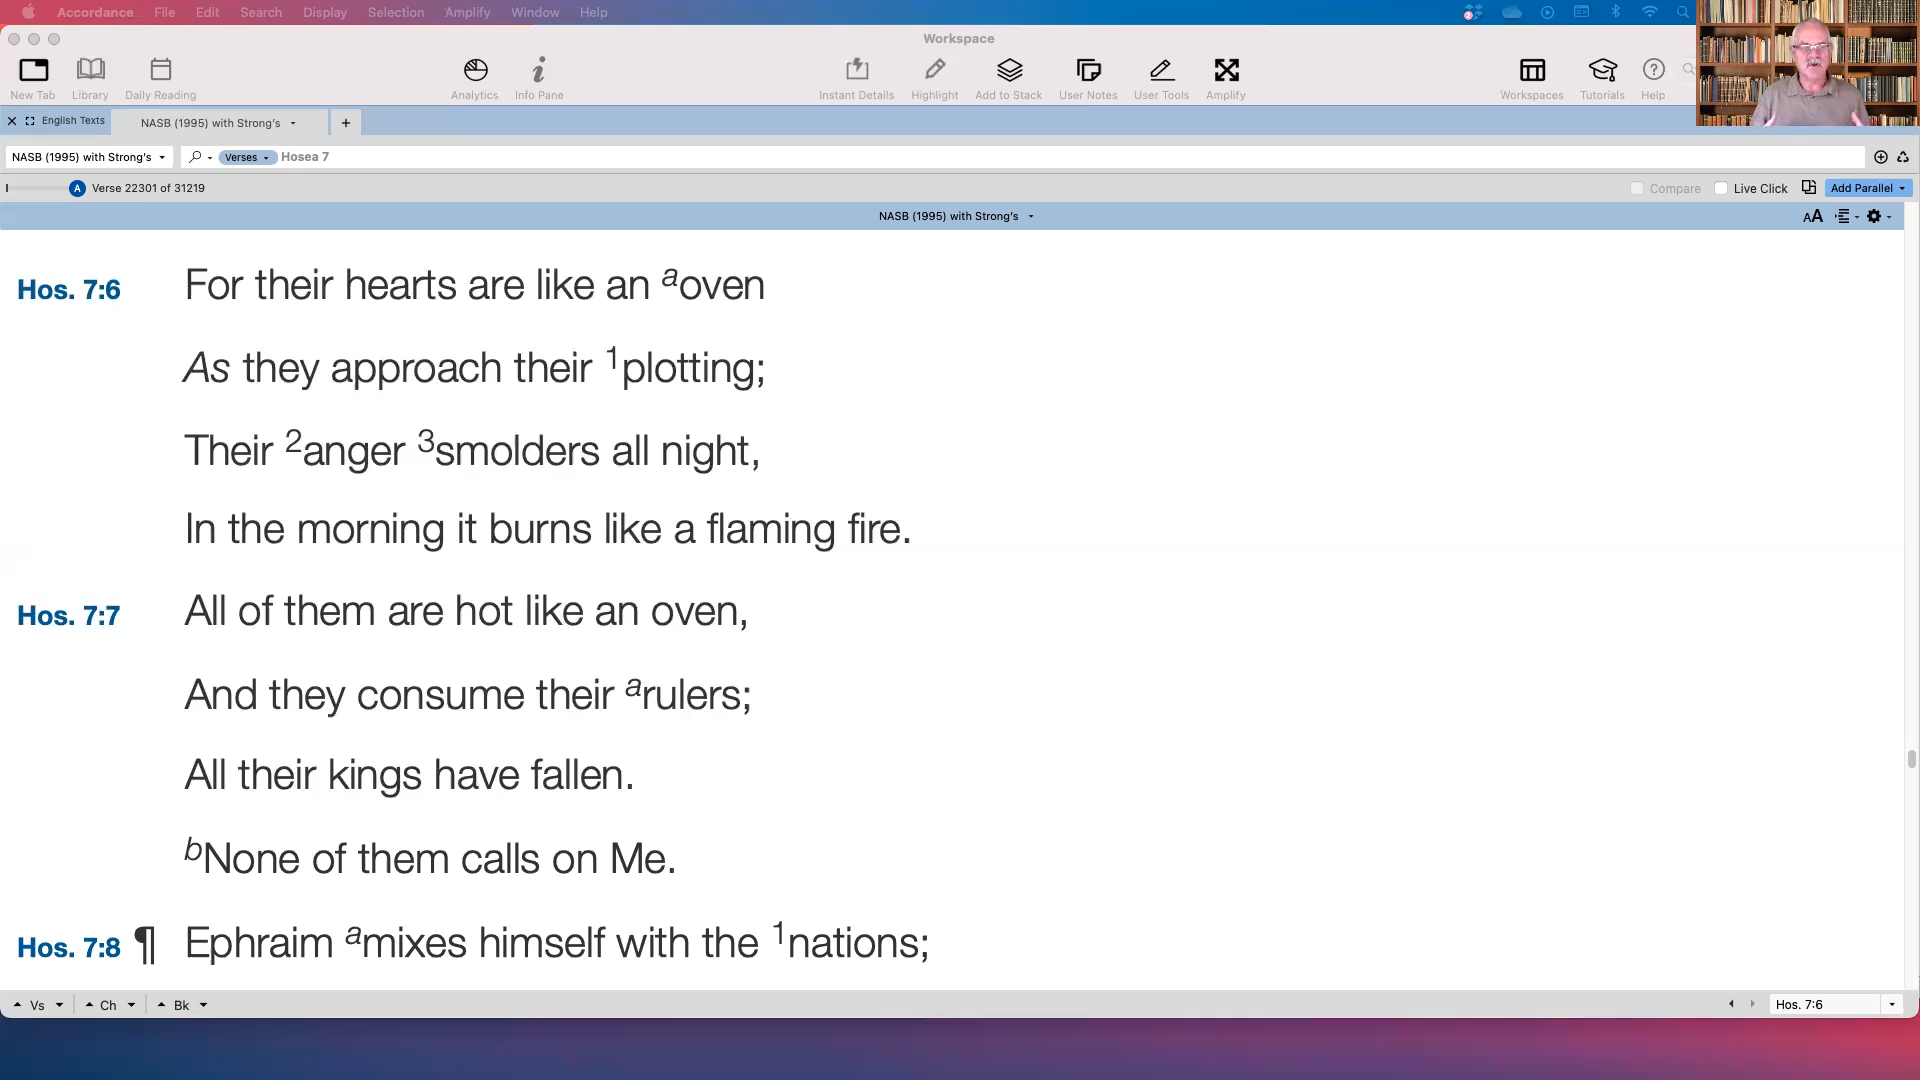 Accordance File Edit Search Display Selection Amplify Window Help
Workspace
New Tab Library Daily Reading Analytics Info Pane Instant Details Highlight Add to Stack User Notes User Tools Amplify Workspaces Tutorials Help
English Texts NASB (1995) with Strong's +
NASB (1995) with Strong's Verses Hosea 7
A Verse 22301 of 31219 Compare Live Click Add Parallel
NASB (1995) with Strong's AA
Hos. 7:6 For their hearts are like an aoven
As they approach their 1plotting;
Their 2anger 3smolders all night,
In the morning it burns like a flaming fire.
Hos. 7:7 All of them are hot like an oven,
And they consume their arulers;
All their kings have fallen.
bNone of them calls on Me.
Hos. 7:8 ¶ Ephraim amixes himself with the 1nations;
Vs Ch Bk Hos. 7:6